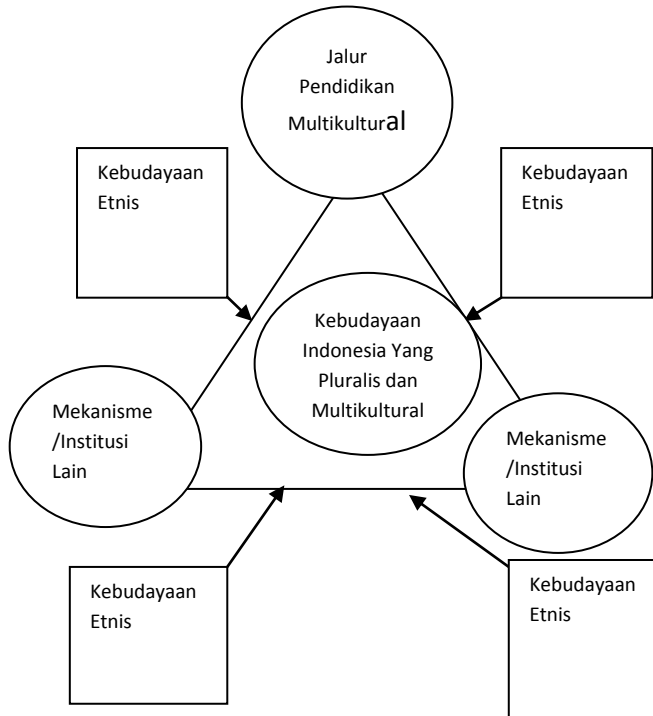 Jalur
Pendidikan
Multikultural
Kebudayaan
Etnis
Kebudayaan
Etnis
Kebudayaan
Indonesia Yang
Pluralis dan
Multikultural
Mekanisme
/Institusi
Lain
Mekanisme
/Institusi
Lain
Kebudayaan
Etnis
Kebudayaan
Etnis